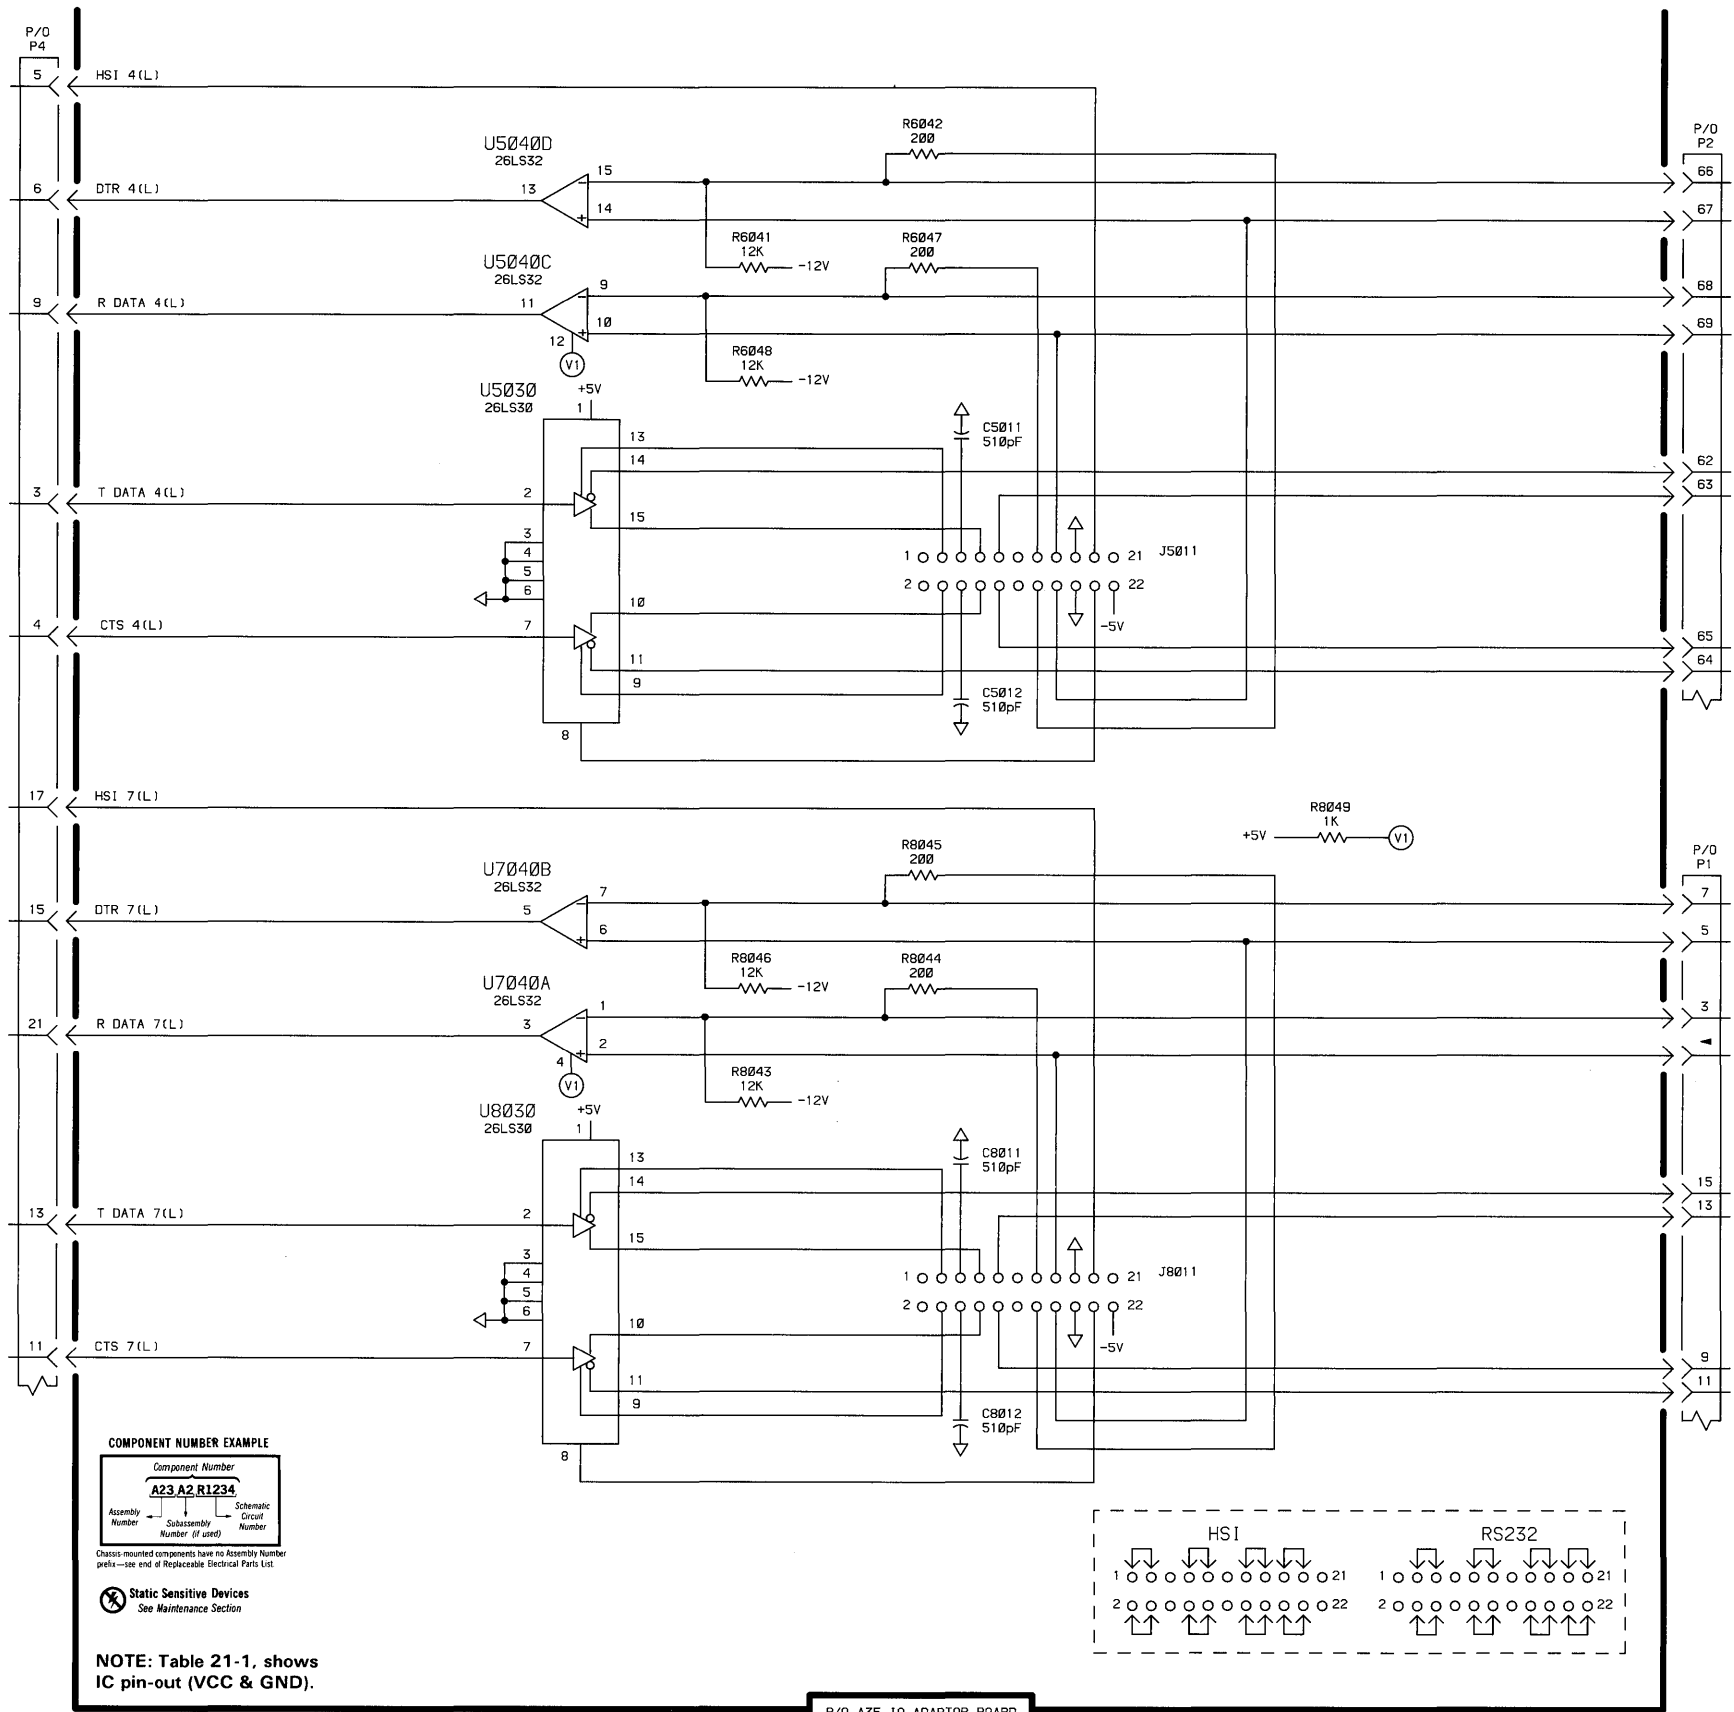 P/O
P4
5
HSI 4(L)
R6042
200
P/O
P2
U5040D
26LS32
15
66
6
DTR 4(L)
13
14
67
R6041
12K
-12V
R6047
200
U5040C
26LS32
9
68
9
R DATA 4(L)
11
10
69
12
V1
R6048
12K
-12V
U5030
26LS30
+5V
1
C5011
510pF
13
14
62
3
T DATA 4(L)
2
63
15
3
4
5
6
1
21
J5011
2
22
-5V
10
4
CTS 4(L)
7
65
11
64
9
C5012
510pF
8
17
HSI 7(L)
R8049
1K
+5V
V1
R8045
200
P/O
P1
U7040B
26LS32
7
7
15
DTR 7(L)
5
6
5
R8046
12K
-12V
R8044
200
U7040A
26LS32
1
3
21
R DATA 7(L)
3
2
4
V1
R8043
12K
-12V
U8030
26LS30
+5V
1
C8011
510pF
13
14
15
13
T DATA 7(L)
2
13
15
3
4
5
6
1
21
J8011
2
22
-5V
10
11
CTS 7(L)
7
9
11
11
9
C8012
510pF
8
COMPONENT NUMBER EXAMPLE
Component Number
A23 A2 R1234
Assembly
Number
Subassembly
Number (if used)
Schematic
Circuit
Number
Chassis-mounted components have no Assembly Number
prefix—see end of Replaceable Electrical Parts List.
Static Sensitive Devices
See Maintenance Section
NOTE: Table 21-1, shows
IC pin-out (VCC & GND).
HSI
1
21
2
22
RS232
1
21
2
22
P/O A35 IO ADAPTOR BOARD